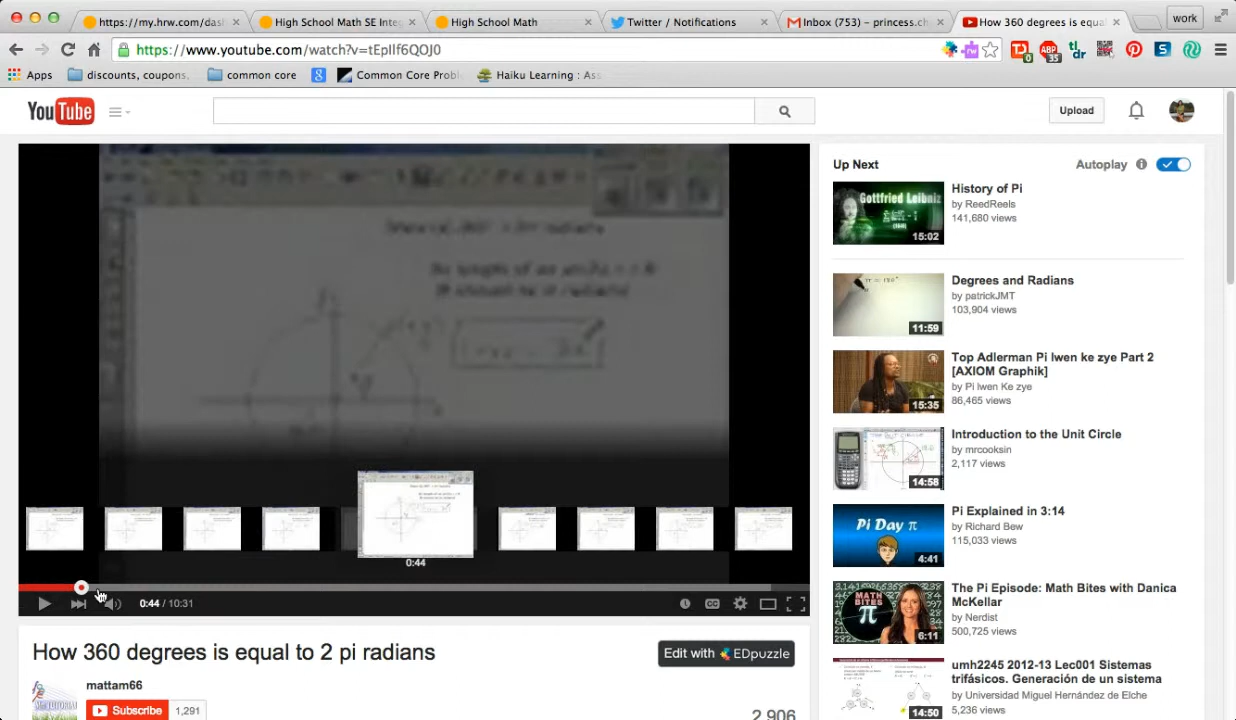 https://my.hrw.com/das
High School Math SE Inte
High School Math
Twitter / Notifications
Inbox (753) – princess.ch
How 360 degrees is equa
work
https://www.youtube.com/watch?v=tEpIlf6QOJ0
Apps
discounts, coupons,
common core
Common Core Prob
Haiku Learning : Ass
YouTube
Upload
Up Next
Autoplay
Gottfried Leibniz
15:02
History of Pi
by ReedReels
141,680 views
11:59
Degrees and Radians
by patrickJMT
103,904 views
15:35
Top Adlerman Pi lwen ke zye Part 2
[AXIOM Graphik]
by Pi lwen Ke zye
86,465 views
14:58
Introduction to the Unit Circle
by mrcooksin
2,117 views
Pi Day π
4:41
Pi Explained in 3:14
by Richard Bew
115,033 views
MATH
BITES
6:11
The Pi Episode: Math Bites with Danica
McKellar
by Nerdist
500,725 views
14:50
umh2245 2012-13 Lec001 Sistemas
trifásicos. Generación de un sistema
by Universidad Miguel Hernández de Elche
5,236 views
0:44
0:44 / 10:31
How 360 degrees is equal to 2 pi radians
Edit with EDpuzzle
mattam66
Subscribe
1,291
2,906